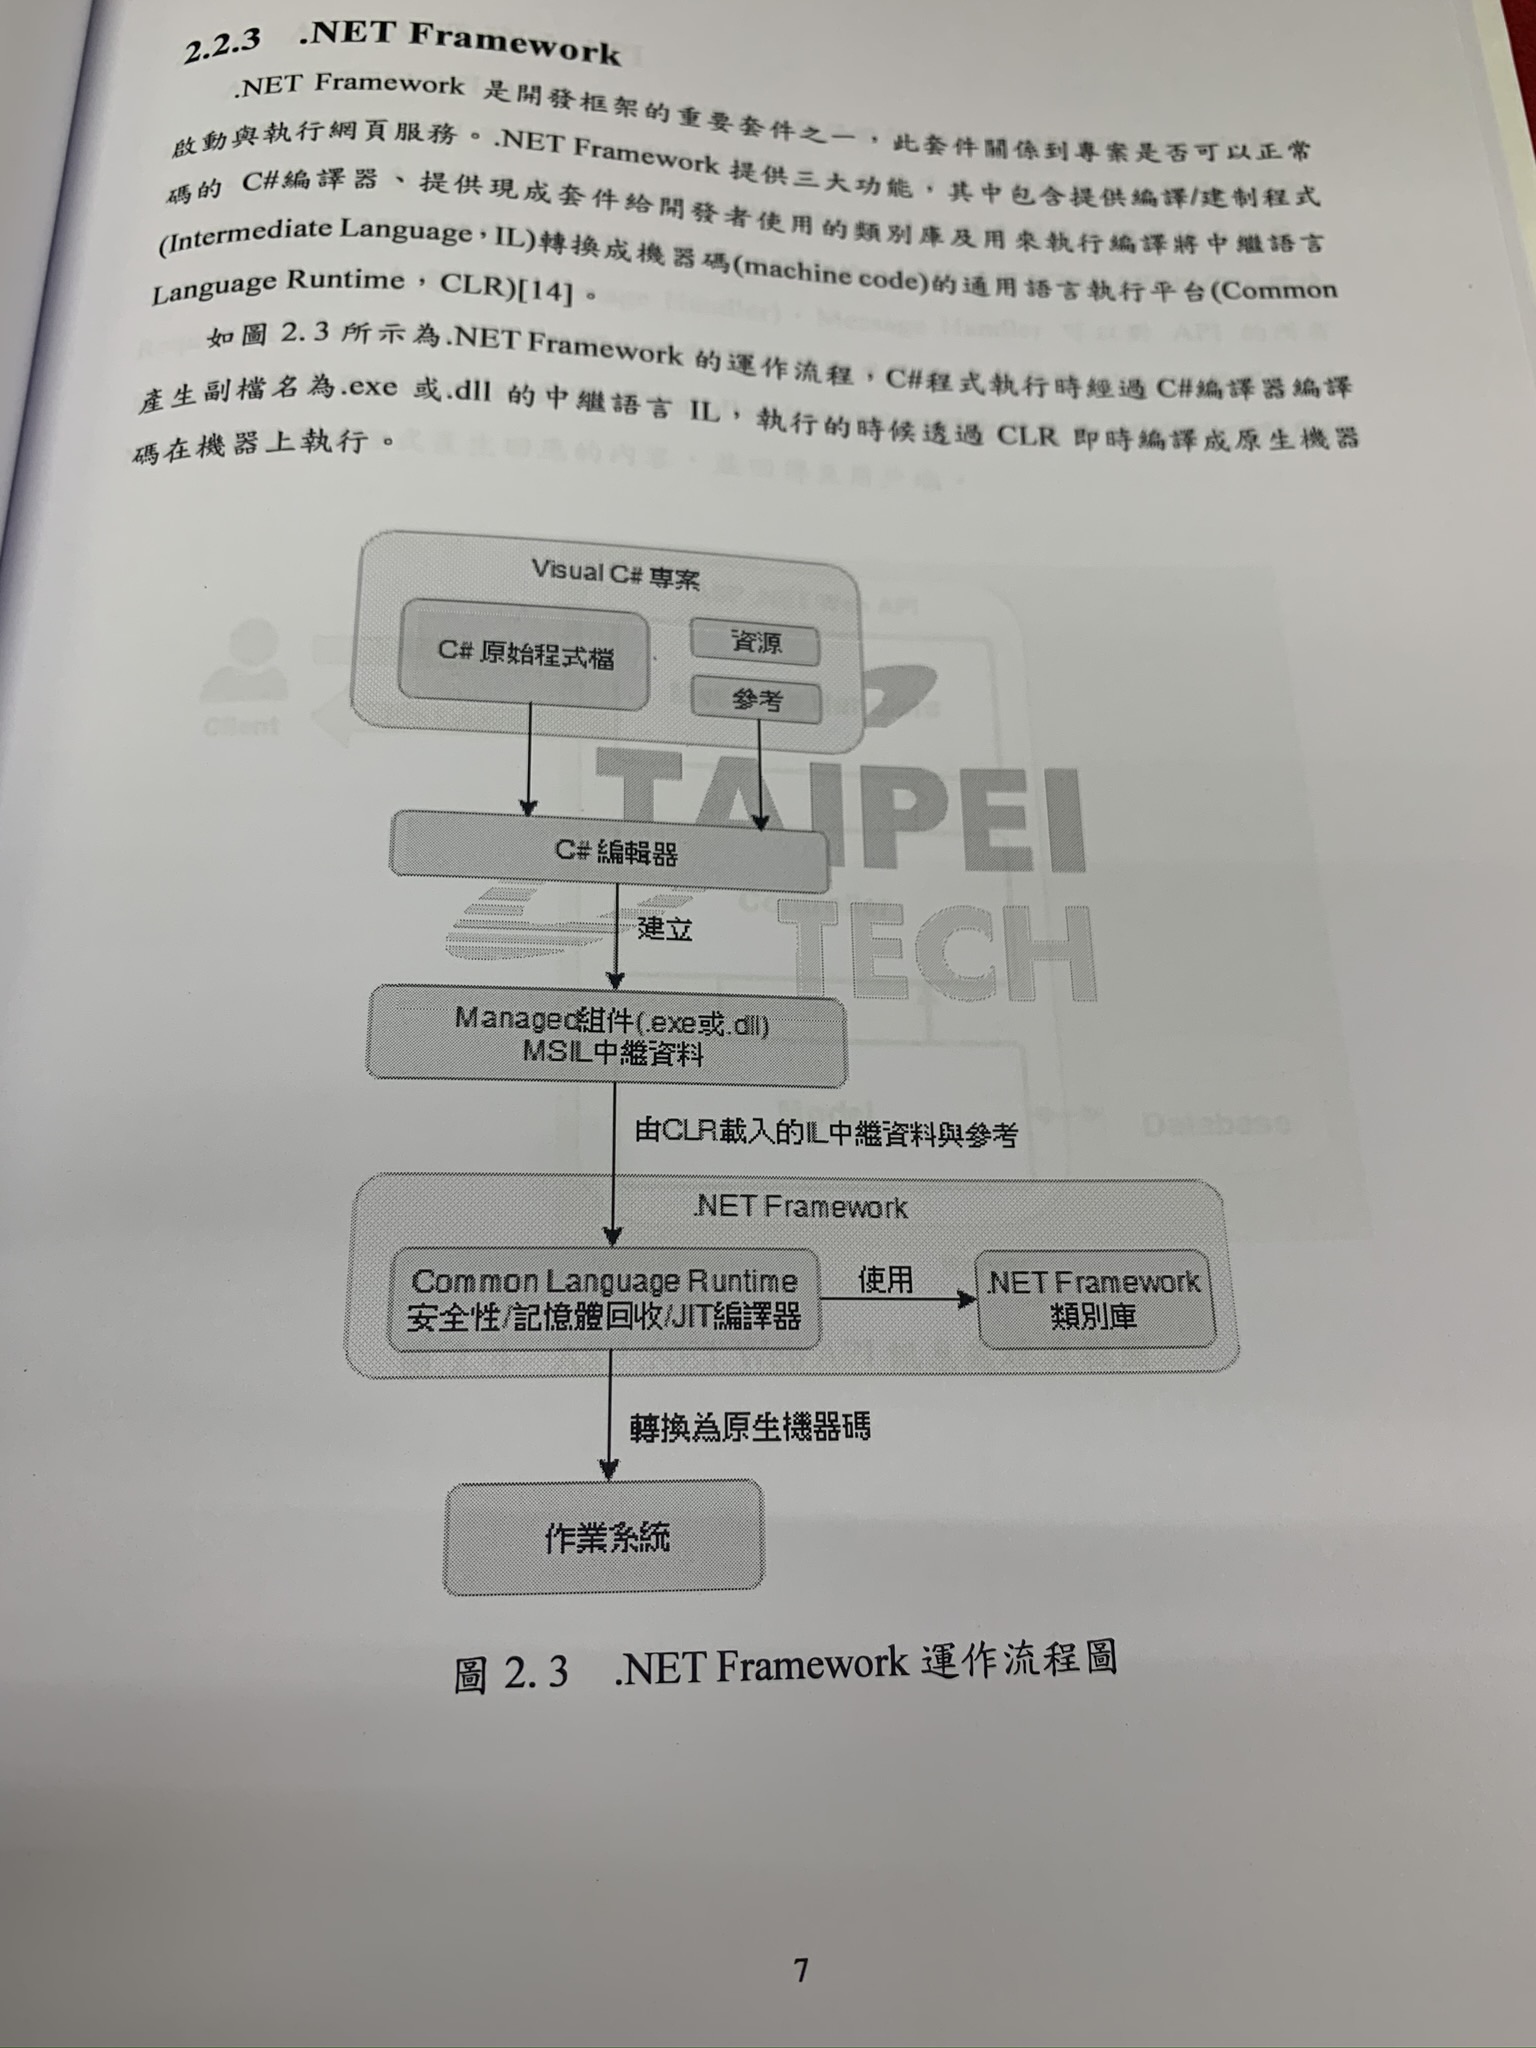 2.2.3 .NET Framework
.NET Framework 是開發框架的重要套件之一，此套件關係到專案是否可以正常
啟動與執行網頁服務。.NET Framework 提供三大功能，其中包含提供編譯/建制程式
碼的 C#編譯器、提供現成套件給開發者使用的類別庫及用來執行編譯將中繼語言
(Intermediate Language，IL)轉換成機器碼(machine code)的通用語言執行平台(Common
Language Runtime，CLR)[14]。
如圖 2.3 所示為.NET Framework 的運作流程，C#程式執行時經過 C#編譯器編譯
產生副檔名為.exe 或.dll 的中繼語言 IL，執行的時候透過 CLR 即時編譯成原生機器
碼在機器上執行。
Visual C# 專案
C# 原始程式檔
資源
參考
TAIPEI
C# 編輯器
TECH
建立
Managed組件(.exe或.dll)
MSIL中繼資料
由CLR載入的IL中繼資料與參考
.NET Framework
Common Language Runtime
安全性/記憶體回收/JIT編譯器
使用
.NET Framework
類別庫
轉換為原生機器碼
作業系統
圖 2.3 .NET Framework 運作流程圖
7
Client
Database